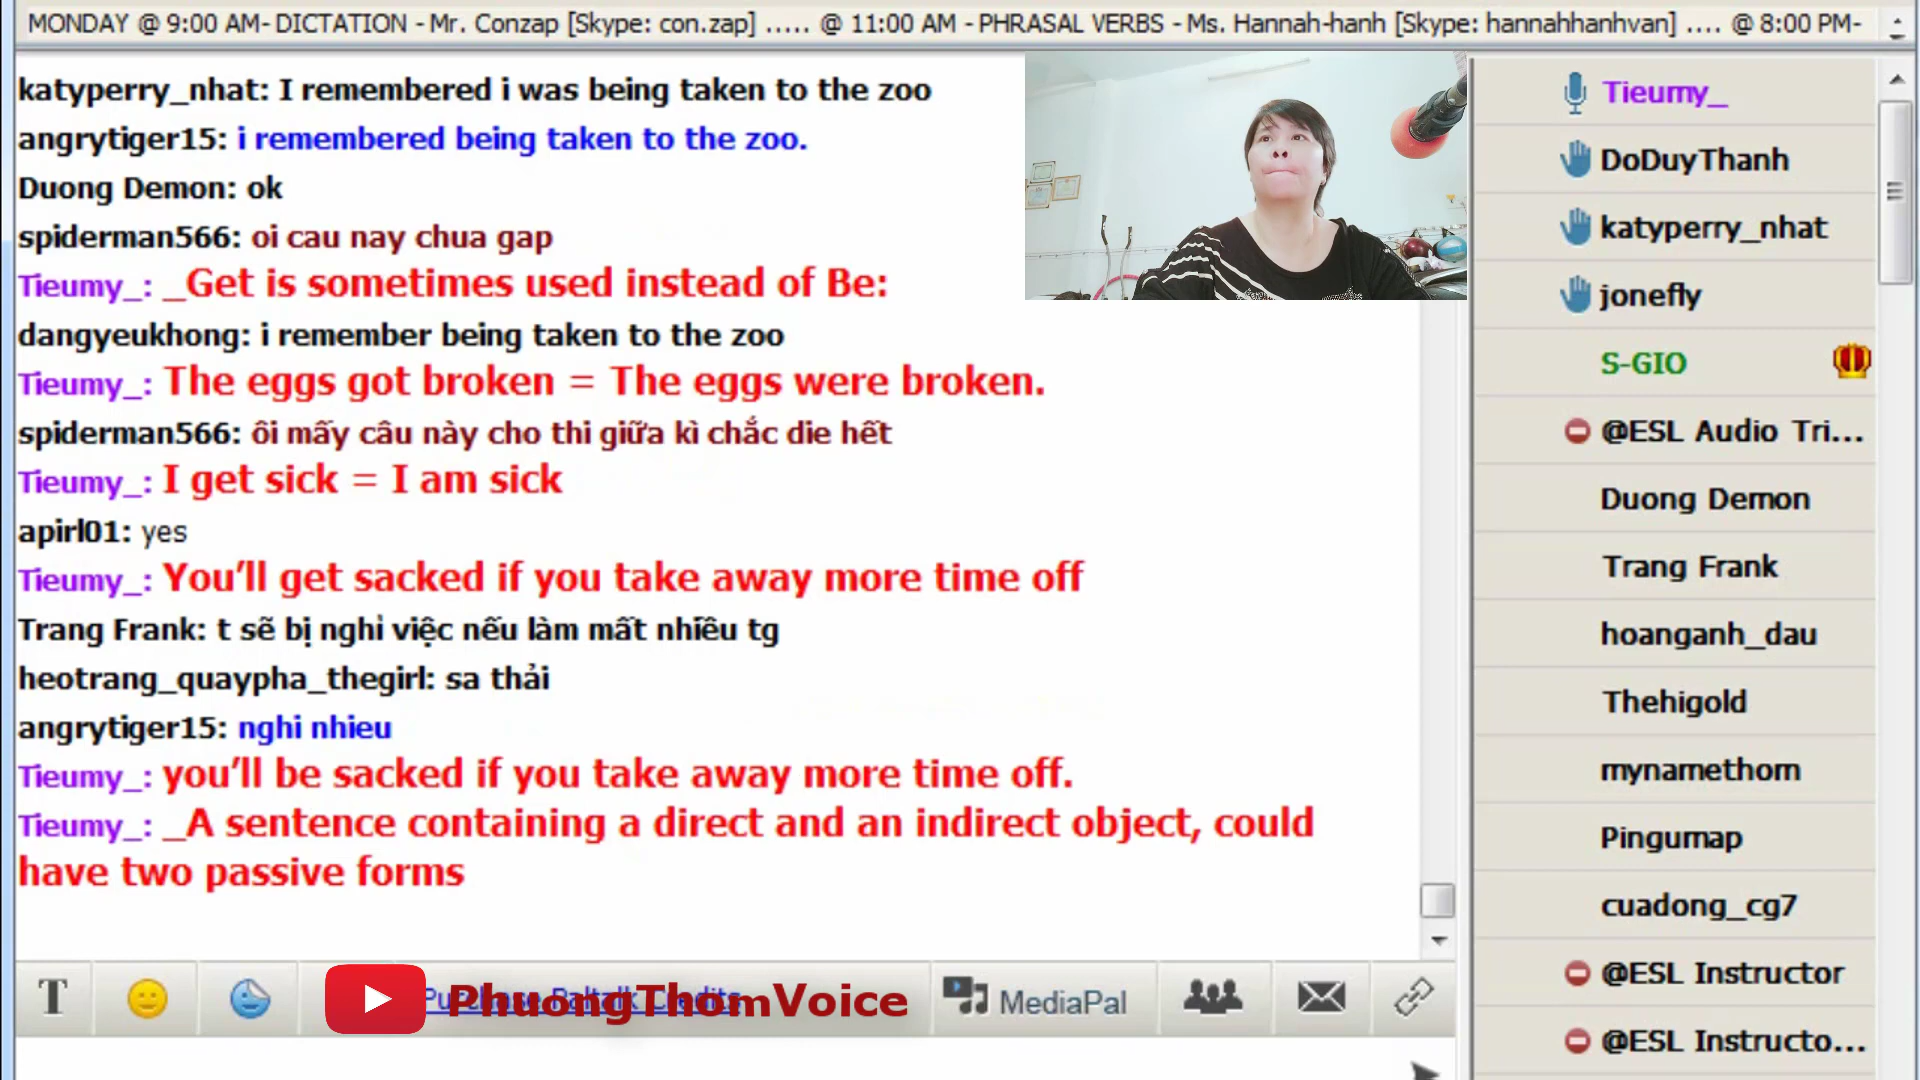 MONDAY @ 9:00 AM- DICTATION - Mr. Conzap [Skype: con.zap] ..... @ 11:00 AM - PHRASAL VERBS - Ms. Hannah-hanh [Skype: hannahhanhvan] .... @ 8:00 PM-
katyperry_nhat: I remembered i was being taken to the zoo
angrytiger15: i remembered being taken to the zoo.
Duong Demon: ok
spiderman566: oi cau nay chua gap
Tieumy_: _Get is sometimes used instead of Be:
dangyeukhong: i remember being taken to the zoo
Tieumy_: The eggs got broken = The eggs were broken.
spiderman566: ôi mấy câu này cho thi giữa kì chắc die hết
Tieumy_: I get sick = I am sick
apirl01: yes
Tieumy_: You’ll get sacked if you take away more time off
Trang Frank: t sẽ bị nghỉ việc nếu làm mất nhiều tg
heotrang_quaypha_thegirl: sa thải
angrytiger15: nghi nhieu
Tieumy_: you’ll be sacked if you take away more time off.
Tieumy_: _A sentence containing a direct and an indirect object, could
have two passive forms
T
Purchase Paltalk Credits
PhuongThomVoice
MediaPal
Tieumy_
DoDuyThanh
katyperry_nhat
jonefly
S-GIO
@ESL Audio Tri...
Duong Demon
Trang Frank
hoanganh_dau
Thehigold
mynamethom
Pingumap
cuadong_cg7
@ESL Instructor
@ESL Instructo...